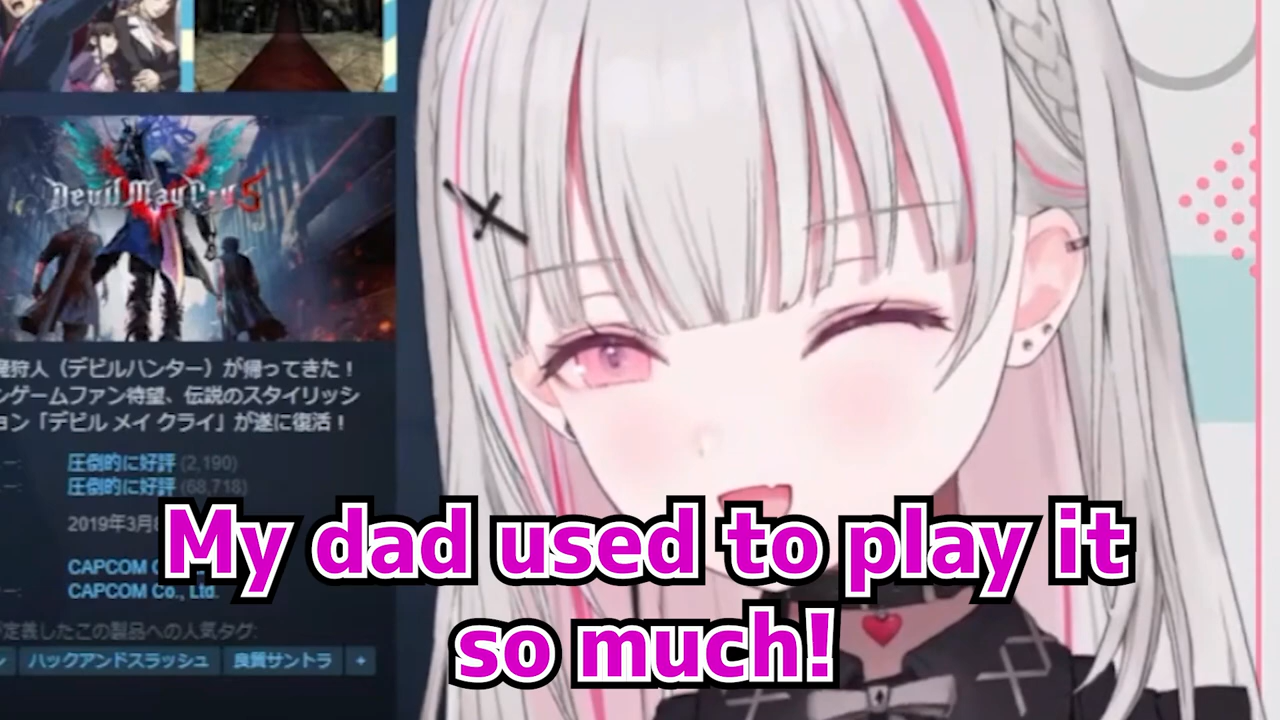 Devil May Cry 5
魔狩人（デビルハンター）が帰ってきた！
ゲームファン待望、伝説のスタイリッシ
ョン「デビル メイ クライ」が遂に復活！
圧倒的に好評 (2,190)
圧倒的に好評 (68,718)
2019年3月
CAPCOM
CAPCOM Co., Ltd.
定義したこの製品への人気タグ:
ハックアンドスラッシュ 良質サントラ +
My dad used to play it
so much!